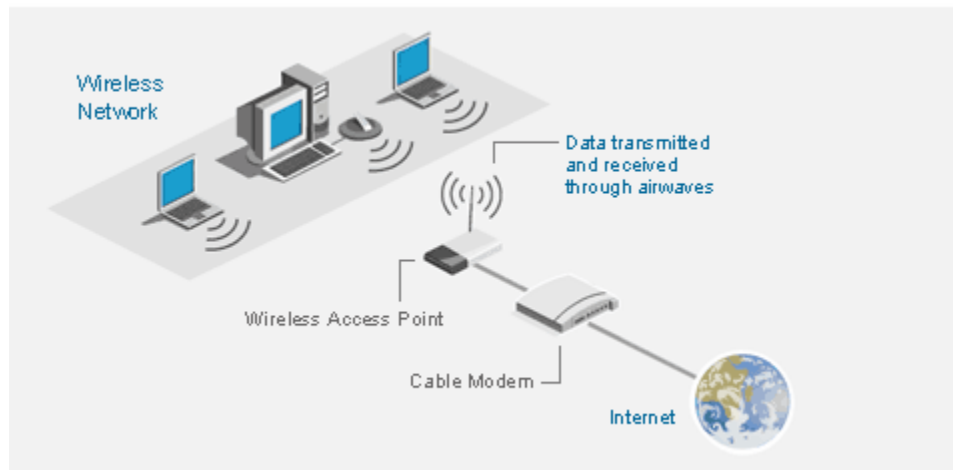 Wireless
Network
Data transmitted
and received
through airwaves
Wireless Access Point
Cable Modem
Internet